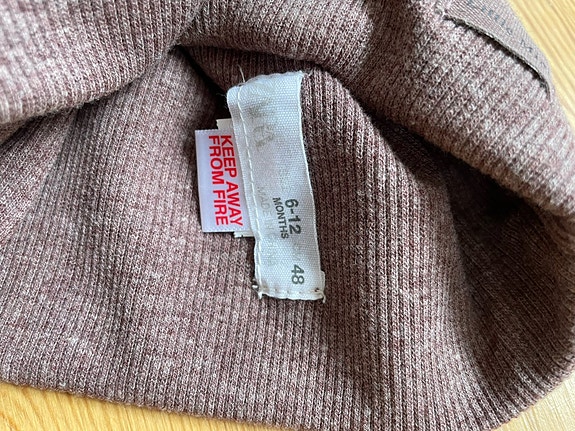 KEEP AWAY
FROM FIRE
6-12
MONTHS
48